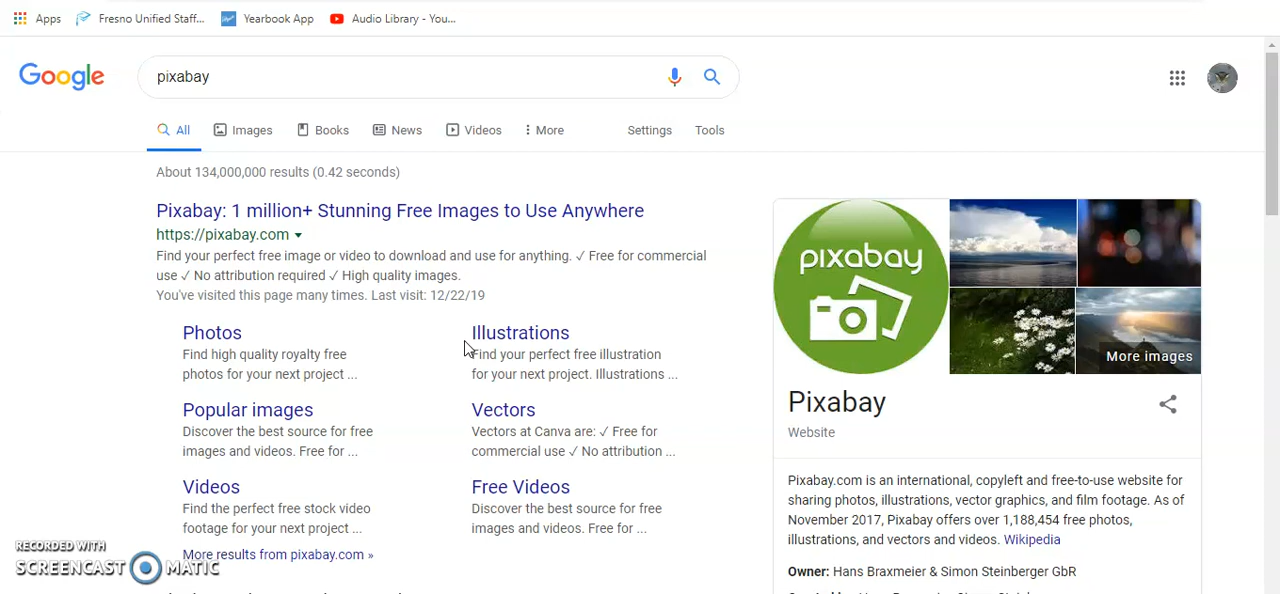 Apps
Fresno Unified Staff...
Yearbook App
Audio Library - You...
Google
pixabay
All
Images
Books
News
Videos
More
Settings
Tools
About 134,000,000 results (0.42 seconds)
Pixabay: 1 million+ Stunning Free Images to Use Anywhere
https://pixabay.com
Find your perfect free image or video to download and use for anything. ✓ Free for commercial
use ✓ No attribution required ✓ High quality images.
You've visited this page many times. Last visit: 12/22/19
Photos
Find high quality royalty free
photos for your next project ...
Illustrations
Find your perfect free illustration
for your next project. Illustrations ...
Popular images
Discover the best source for free
images and videos. Free for ...
Vectors
Vectors at Canva are: ✓ Free for
commercial use ✓ No attribution ...
Videos
Find the perfect free stock video
footage for your next project ...
Free Videos
Discover the best source for free
images and videos. Free for ...
More results from pixabay.com »
pixabay
More images
Pixabay
Website
Pixabay.com is an international, copyleft and free-to-use website for
sharing photos, illustrations, vector graphics, and film footage. As of
November 2017, Pixabay offers over 1,188,454 free photos,
illustrations, and vectors and videos. Wikipedia
Owner: Hans Braxmeier & Simon Steinberger GbR
RECORDED WITH
SCREENCAST MATIC